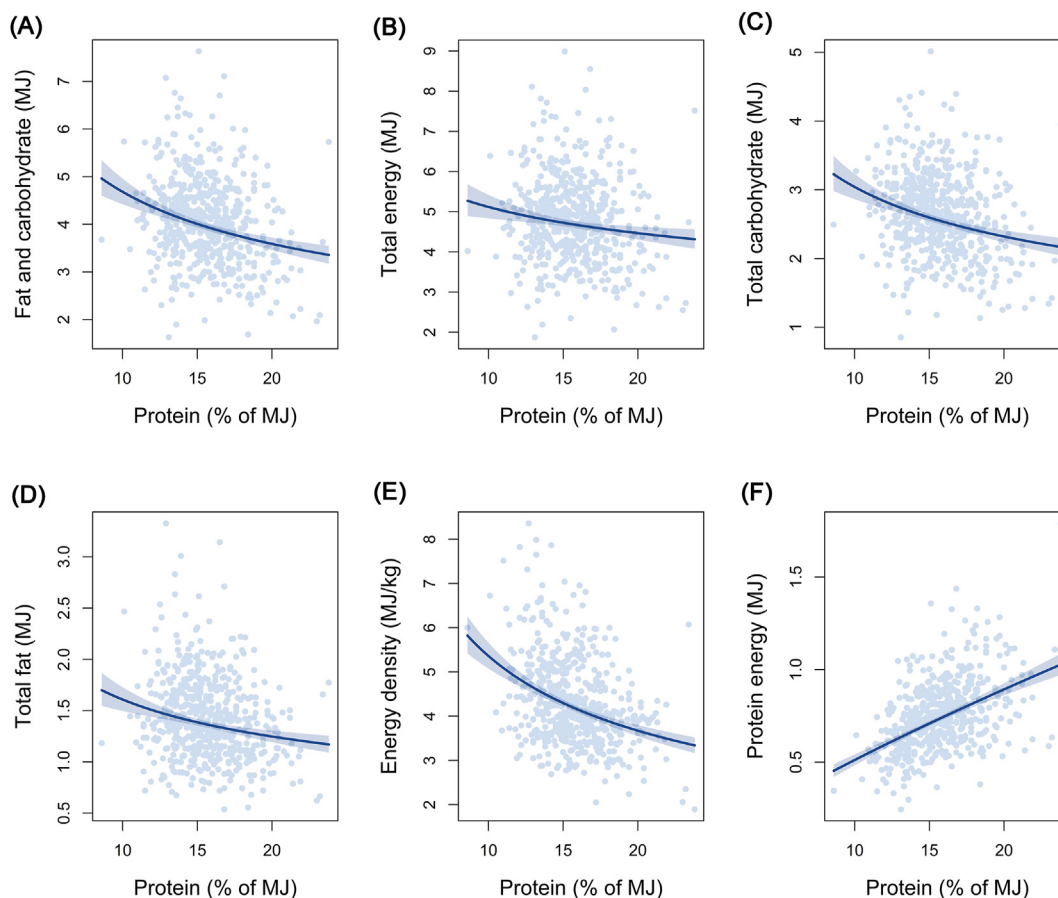 (A)
Fat and carbohydrate (MJ)
7
6
5
4
3
2
10 15 20
Protein (% of MJ)
(B)
Total energy (MJ)
9
8
7
6
5
4
3
2
10 15 20
Protein (% of MJ)
(C)
Total carbohydrate (MJ)
5
4
3
2
1
10 15 20
Protein (% of MJ)
(D)
Total fat (MJ)
3.0
2.5
2.0
1.5
1.0
0.5
10 15 20
Protein (% of MJ)
(E)
Energy density (MJ/kg)
8
7
6
5
4
3
2
10 15 20
Protein (% of MJ)
(F)
Protein energy (MJ)
1.5
1.0
0.5
10 15 20
Protein (% of MJ)